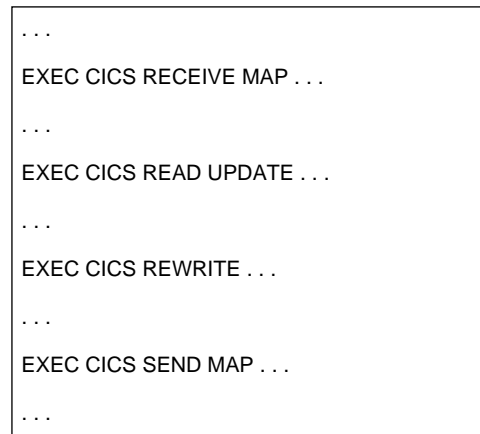 . . .
EXEC CICS RECEIVE MAP . . .
. . .
EXEC CICS READ UPDATE . . .
. . .
EXEC CICS REWRITE . . .
. . .
EXEC CICS SEND MAP . . .
. . .